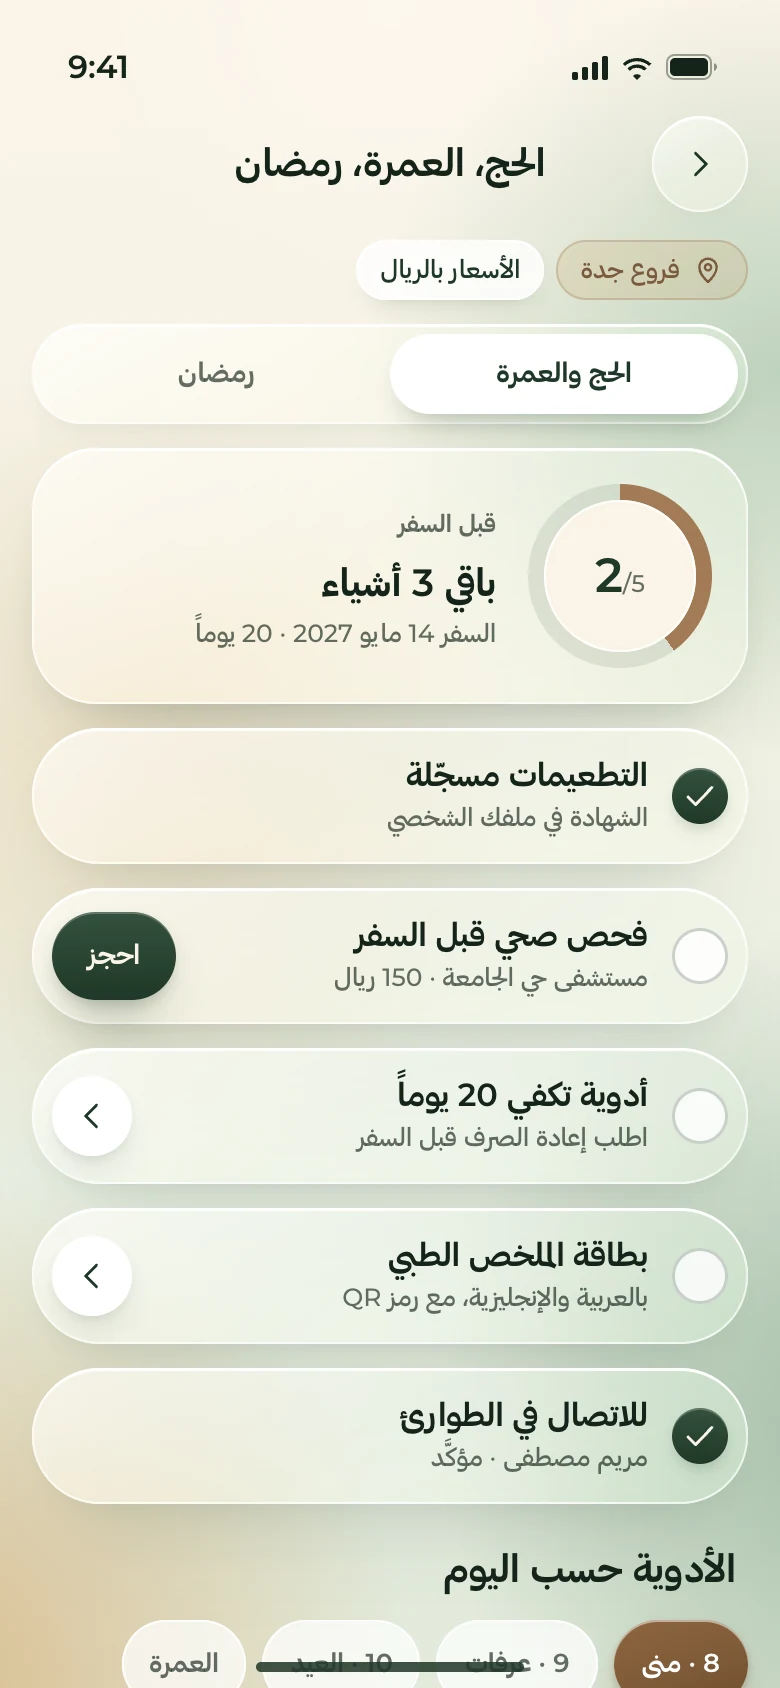 9:41
الحج، العمرة، رمضان
فروع جدة
الأسعار بالريال
الحج والعمرة
رمضان
2/5
قبل السفر
باقي 3 أشياء
السفر 14 مايو 2027 · 20 يوماً
التطعيمات مسجّلة
الشهادة في ملفك الشخصي
فحص صحي قبل السفر
مستشفى حي الجامعة · 150 ريال
احجز
أدوية تكفي 20 يوماً
اطلب إعادة الصرف قبل السفر
بطاقة الملخص الطبي
بالعربية والإنجليزية، مع رمز QR
للاتصال في الطوارئ
مريم مصطفى · مؤكَّد
الأدوية حسب اليوم
8 · منى
9 · عرفات
10 · العيد
العمرة